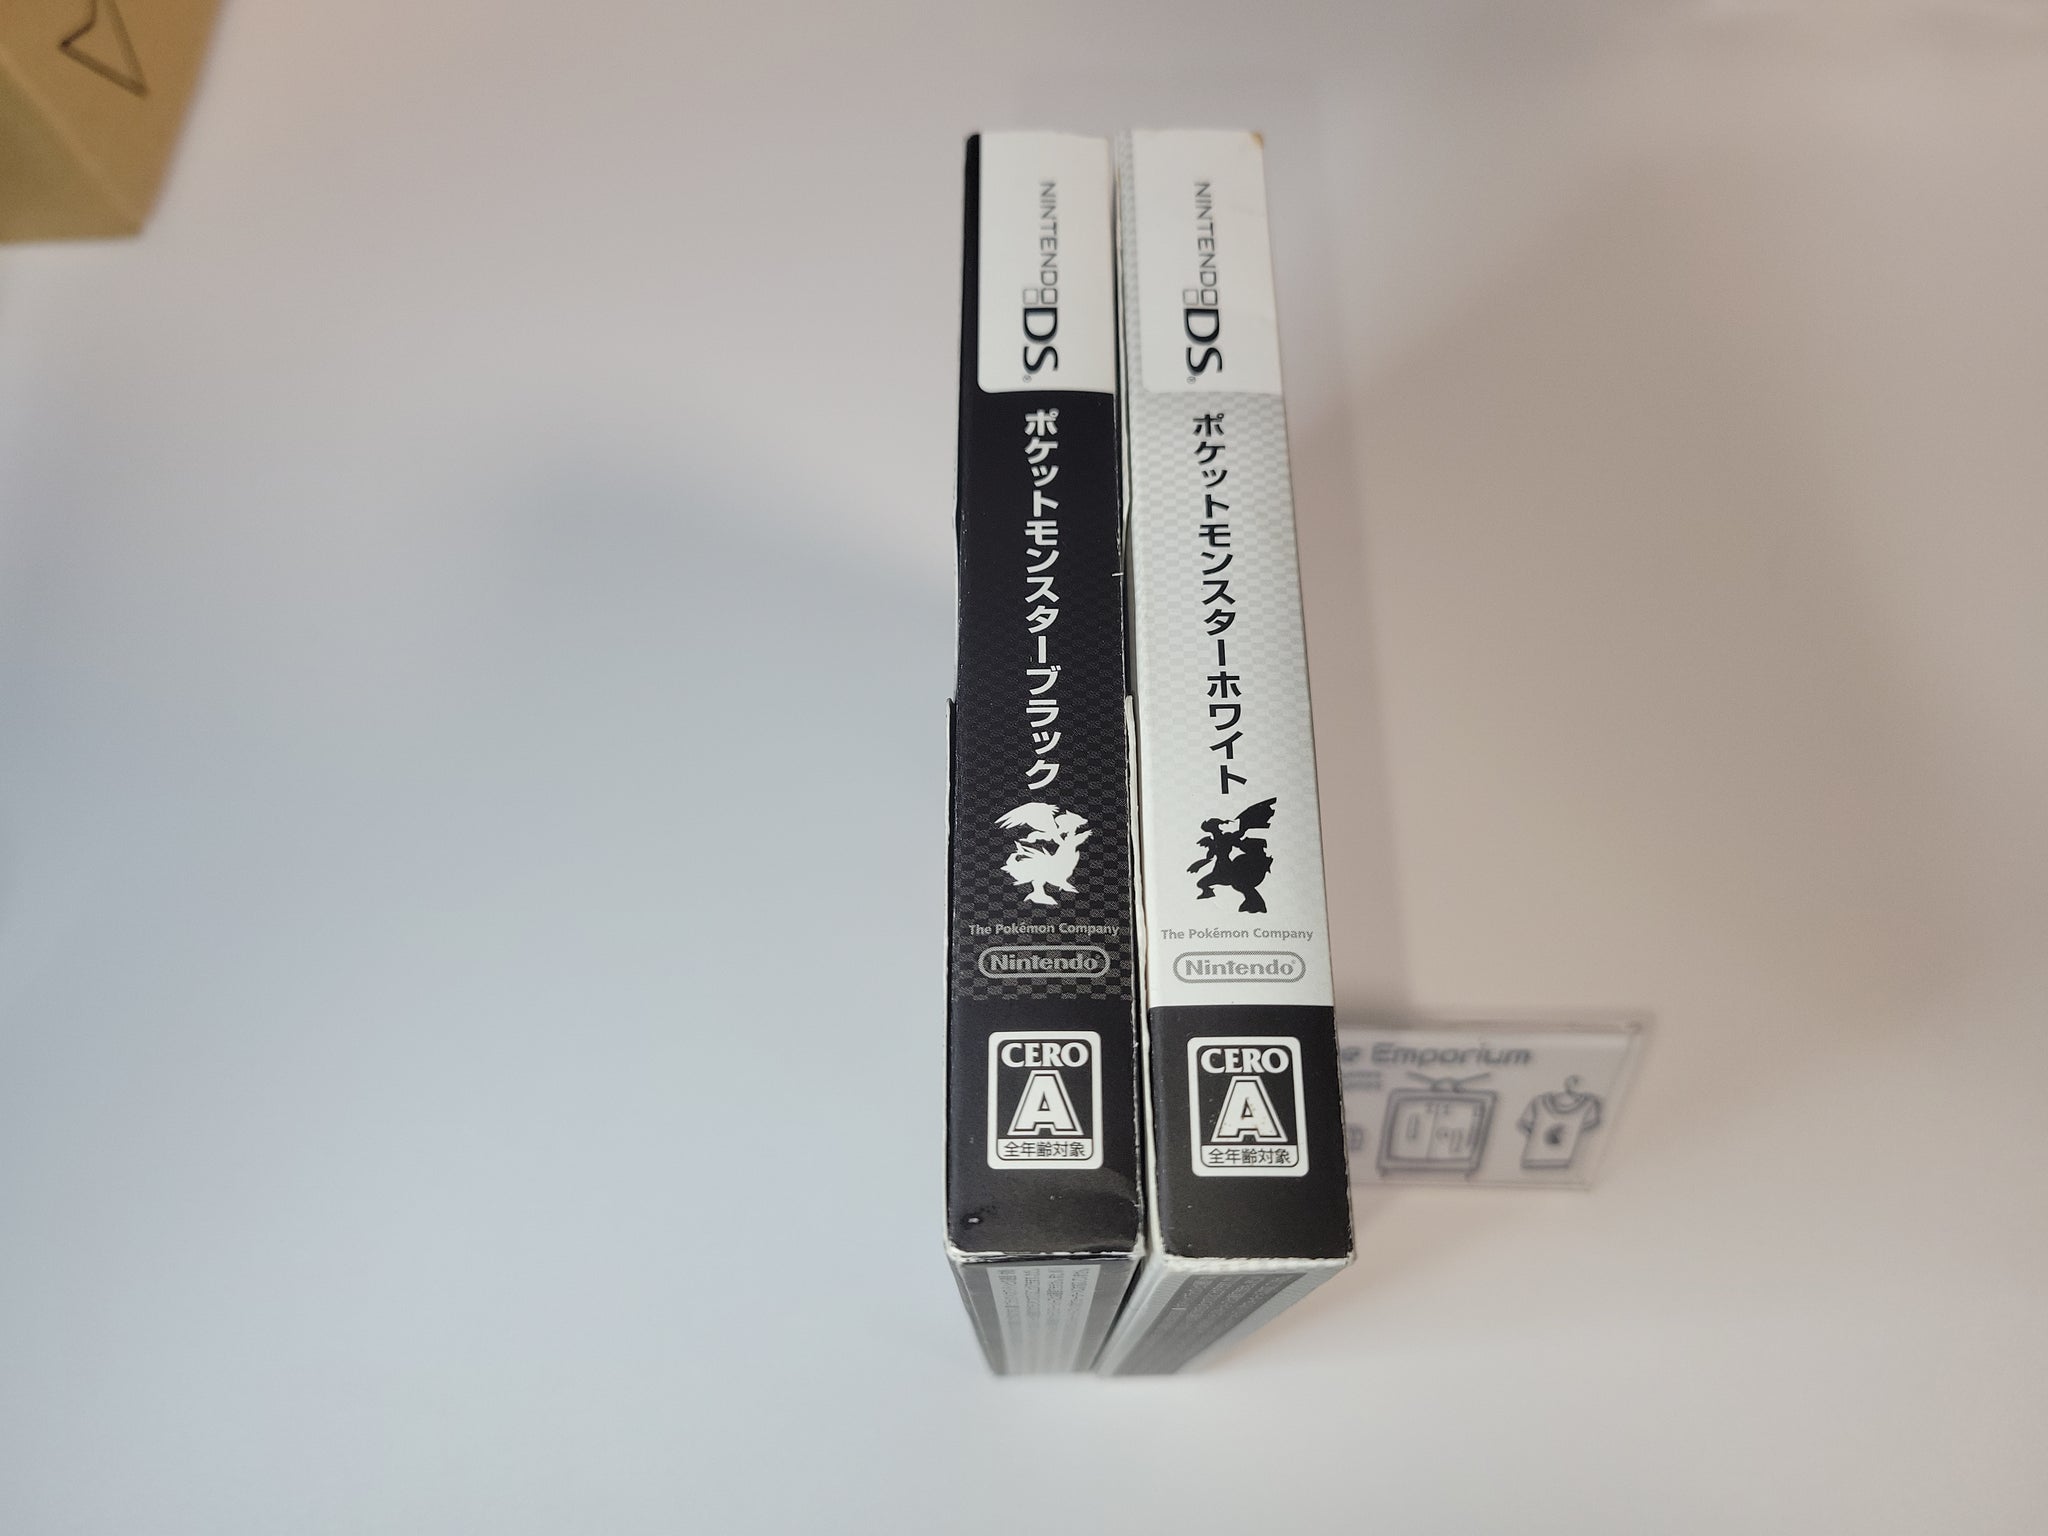 NINTENDO DS
ポケットモンスターブラック
The Pokémon Company
Nintendo
CERO
A
全年齢対象
NINTENDO DS
ポケットモンスターホワイト
The Pokémon Company
Nintendo
CERO
A
全年齢対象
Emporium